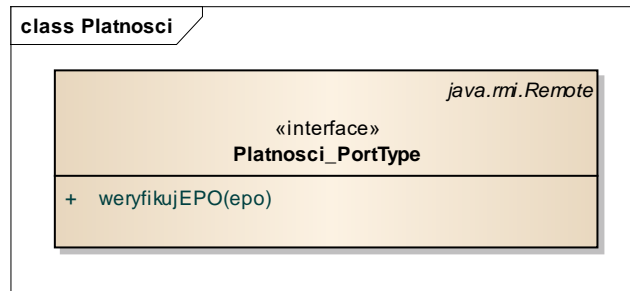 class Platnosci
java.rmi.Remote
«interface»
Platnosci_PortType
+ weryfikujEPO(epo)